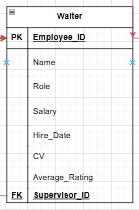 Waiter
PK Employee_ID
Name
Role
Salary
Hire_Date
CV
Average_Rating
FK Supervisor_ID